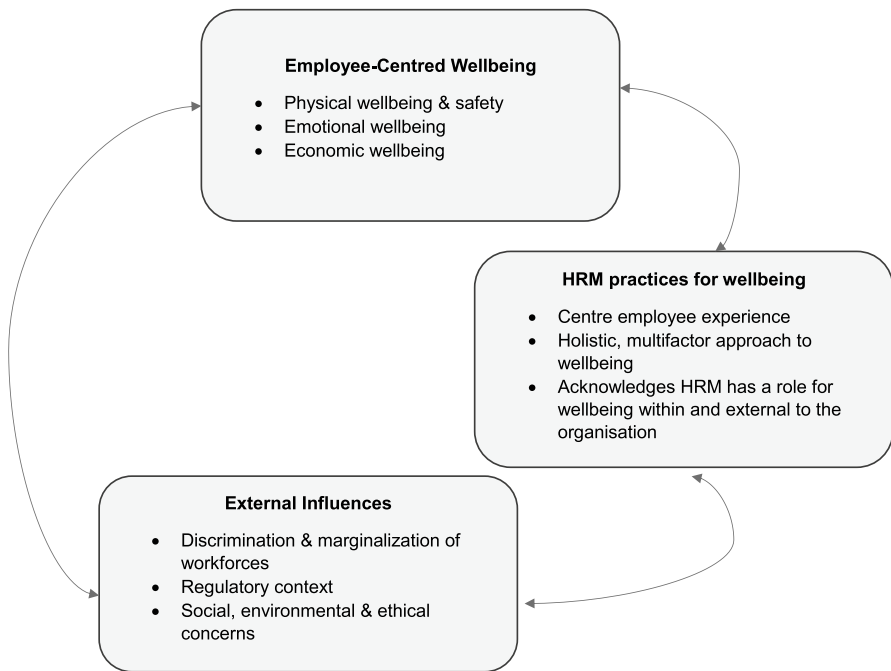 Employee-Centred Wellbeing
• Physical wellbeing & safety
• Emotional wellbeing
• Economic wellbeing
HRM practices for wellbeing
• Centre employee experience
• Holistic, multifactor approach to
wellbeing
• Acknowledges HRM has a role for
wellbeing within and external to the
organisation
External Influences
• Discrimination & marginalization of
workforces
• Regulatory context
• Social, environmental & ethical
concerns